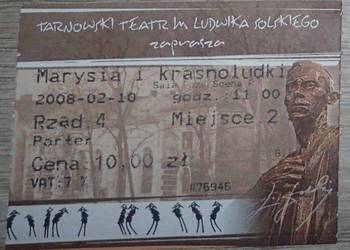 TARNOWSKI TEATR IM LUDWIKA SOLSKIEGO
zaprasza
Marysia i krasnoludki
Sala Scena
2008-02-10 godz.:11.00
Rząd 4 Miejsce 2
Parter
Cena 10,00 zł
VAT:7 %
#76946